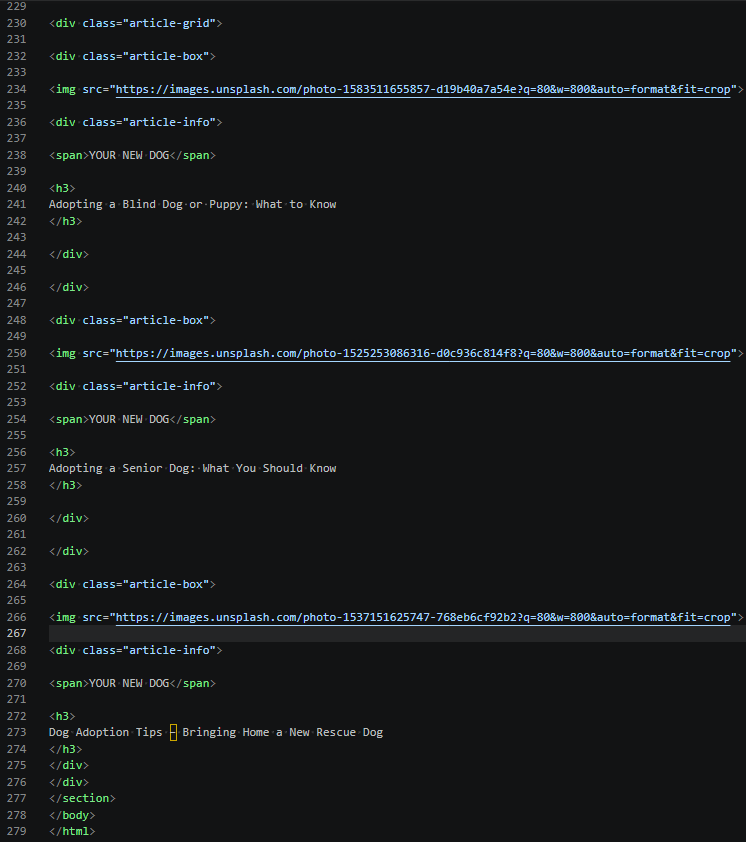 229
230 <div class="article-grid">
231
232 <div class="article-box">
233
234 <img src="https://images.unsplash.com/photo-1583511655857-d19b40a7a54e?q=80&w=800&auto=format&fit=crop">
235
236 <div class="article-info">
237
238 <span>YOUR NEW DOG</span>
239
240 <h3>
241 Adopting a Blind Dog or Puppy: What to Know
242 </h3>
243
244 </div>
245
246 </div>
247
248 <div class="article-box">
249
250 <img src="https://images.unsplash.com/photo-1525253086316-d0c936c814f8?q=80&w=800&auto=format&fit=crop">
251
252 <div class="article-info">
253
254 <span>YOUR NEW DOG</span>
255
256 <h3>
257 Adopting a Senior Dog: What You Should Know
258 </h3>
259
260 </div>
261
262 </div>
263
264 <div class="article-box">
265
266 <img src="https://images.unsplash.com/photo-1537151625747-768eb6cf92b2?q=80&w=800&auto=format&fit=crop">
267
268 <div class="article-info">
269
270 <span>YOUR NEW DOG</span>
271
272 <h3>
273 Dog Adoption Tips – Bringing Home a New Rescue Dog
274 </h3>
275 </div>
276 </div>
277 </section>
278 </body>
279 </html>